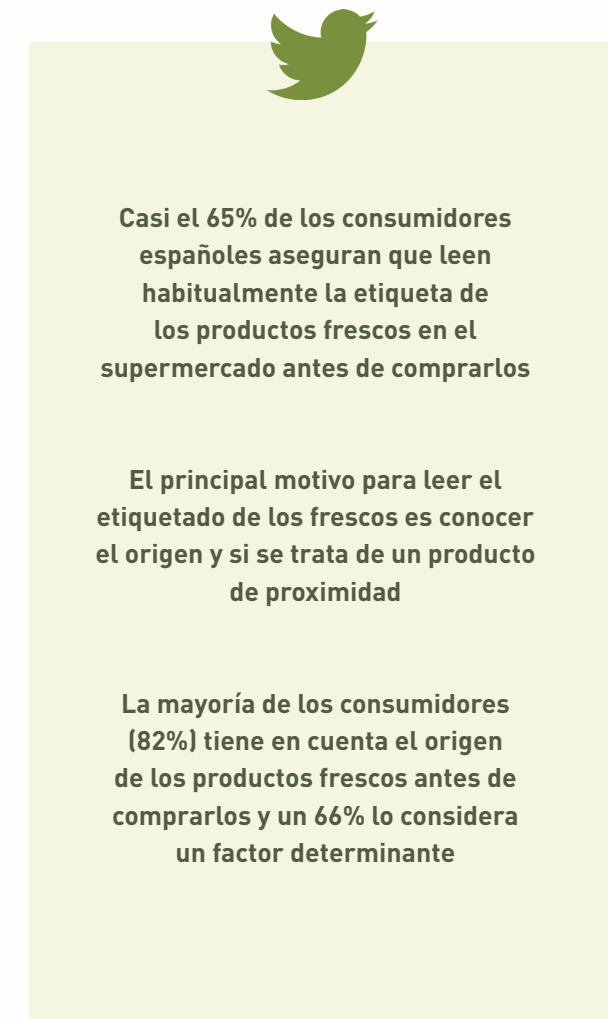 Casi el 65% de los consumidores
españoles aseguran que leen
habitualmente la etiqueta de
los productos frescos en el
supermercado antes de comprarlos
El principal motivo para leer el
etiquetado de los frescos es conocer
el origen y si se trata de un producto
de proximidad
La mayoría de los consumidores
(82%) tiene en cuenta el origen
de los productos frescos antes de
comprarlos y un 66% lo considera
un factor determinante